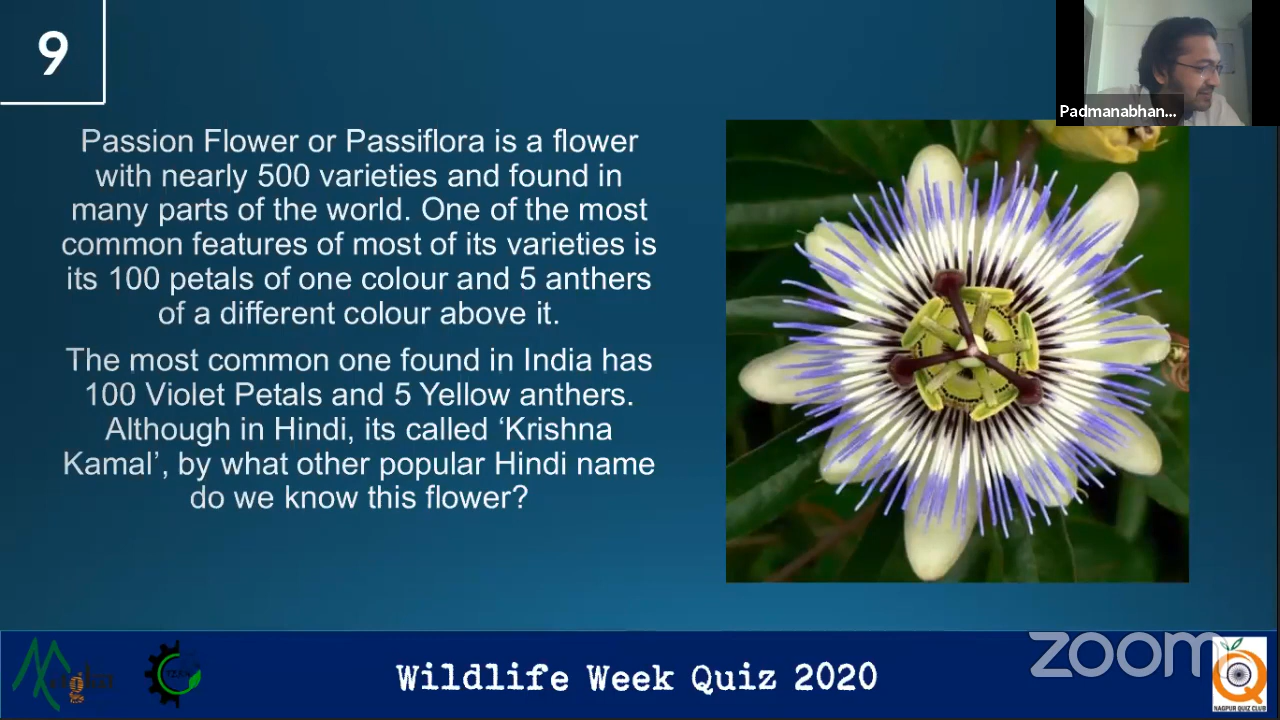 9
Padmanabhan...
Passion Flower or Passiflora is a flower
with nearly 500 varieties and found in
many parts of the world. One of the most
common features of most of its varieties is
its 100 petals of one colour and 5 anthers
of a different colour above it.
The most common one found in India has
100 Violet Petals and 5 Yellow anthers.
Although in Hindi, its called ‘Krishna
Kamal’, by what other popular Hindi name
do we know this flower?
Wildlife Week Quiz 2020
zoom
NAGPUR QUIZ CLUB